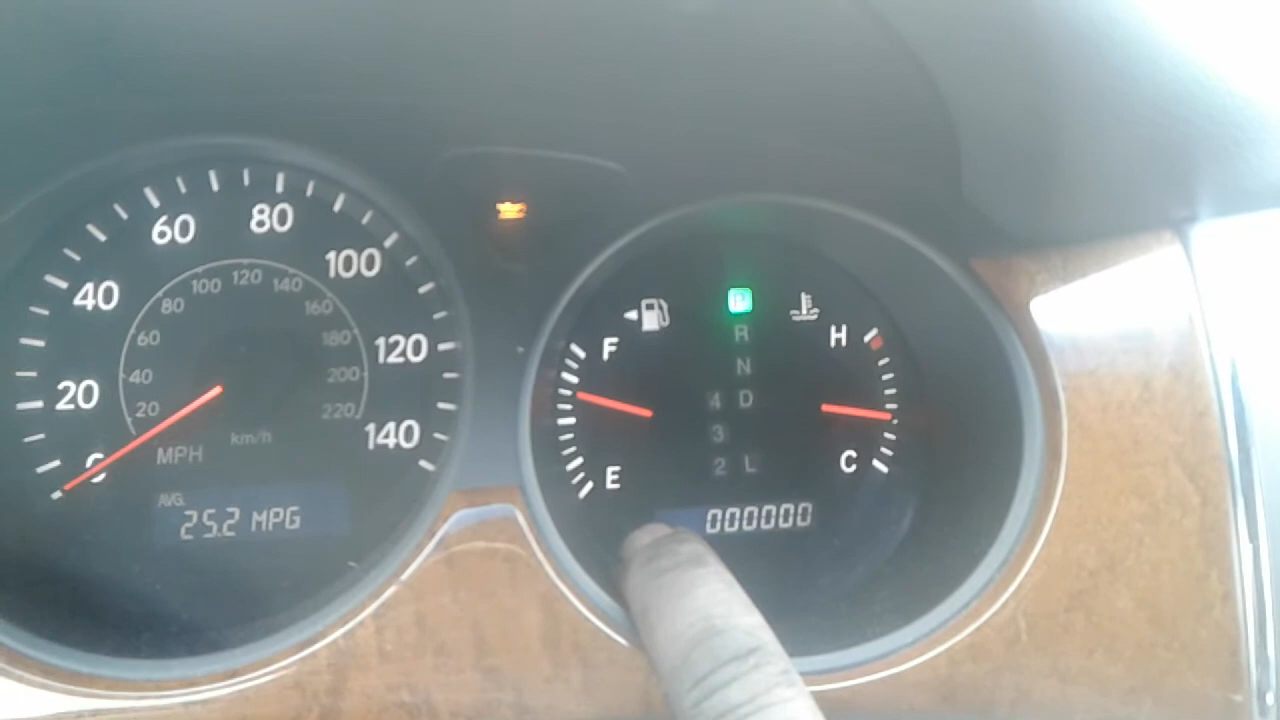 60 80
40 100
20 120
0 140
100 120 140
80 160
60 180
40 200
20 220
MPH km/h
AVG.
25.2 MPG
P
R
N
4 D
3
2 L
F H
E C
000000